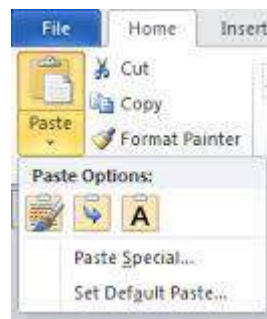 File Home Insert
Cut
Copy
Paste
Format Painter
Paste Options:
A
Paste Special...
Set Default Paste...